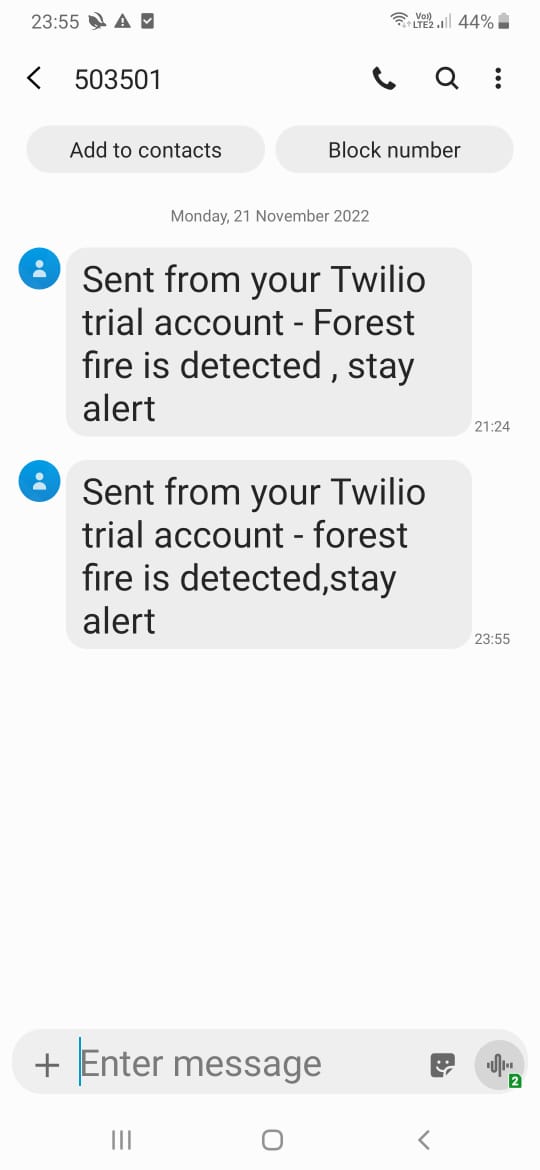 23:55 Vo)) LTE2 44%
503501
Add to contacts Block number
Monday, 21 November 2022
Sent from your Twilio
trial account - Forest
fire is detected , stay
alert
21:24
Sent from your Twilio
trial account - forest
fire is detected,stay
alert
23:55
Enter message
2